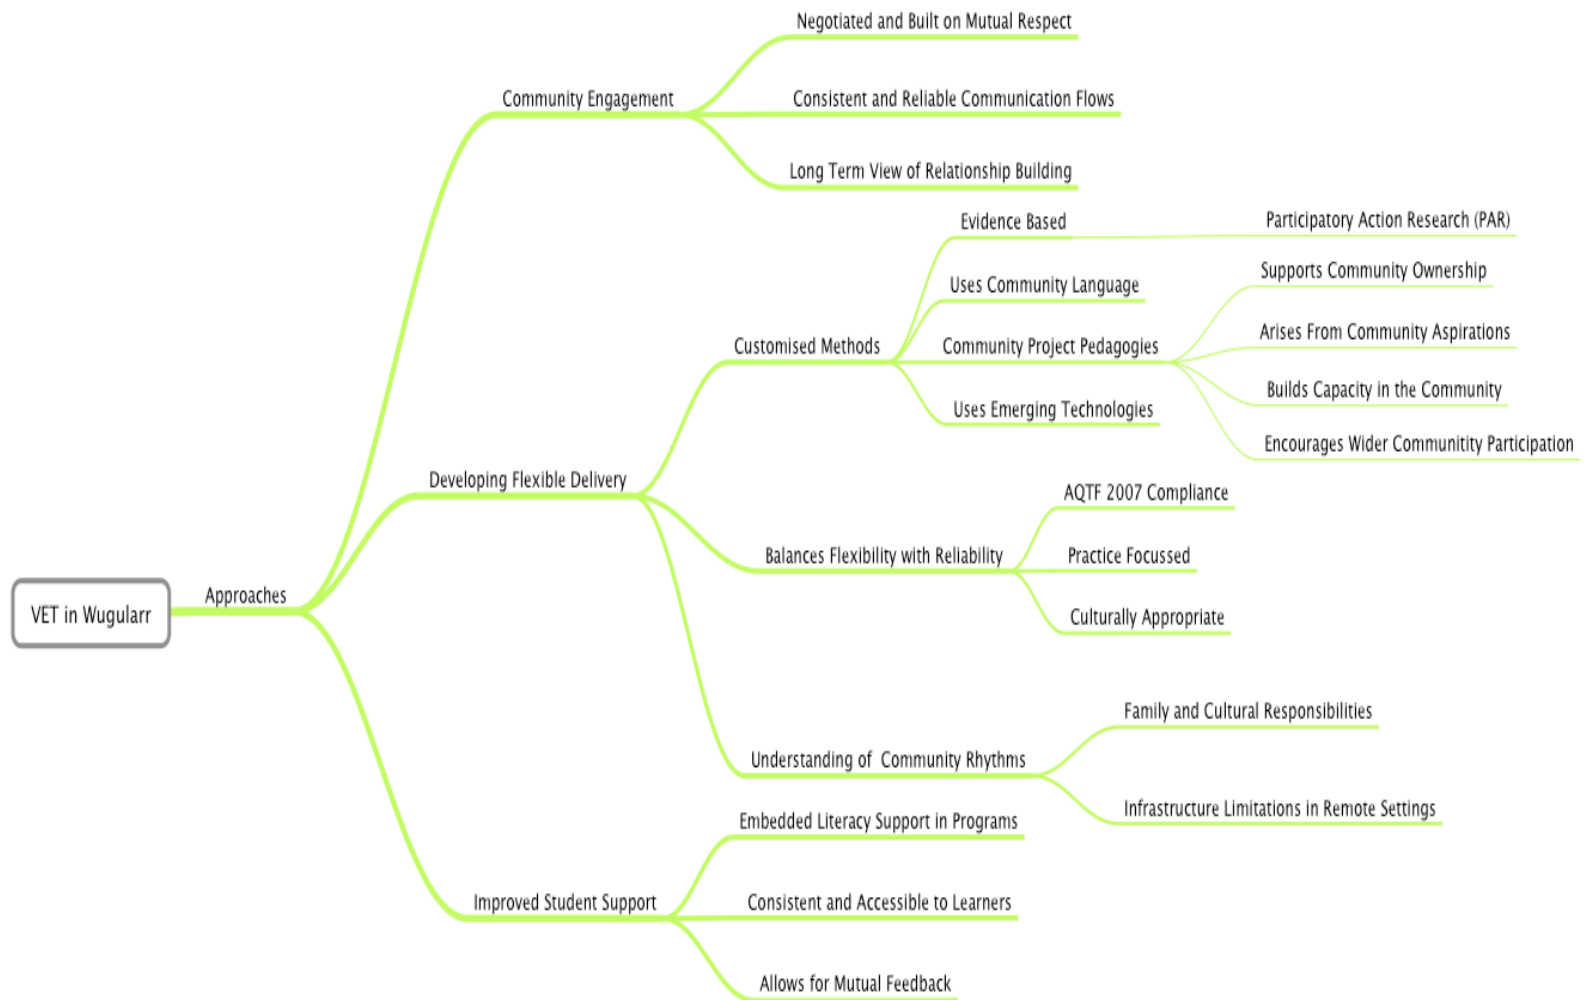 VET in Wugularr
Approaches
Community Engagement
Negotiated and Built on Mutual Respect
Consistent and Reliable Communication Flows
Long Term View of Relationship Building
Developing Flexible Delivery
Customised Methods
Evidence Based
Participatory Action Research (PAR)
Uses Community Language
Community Project Pedagogies
Supports Community Ownership
Arises From Community Aspirations
Builds Capacity in the Community
Encourages Wider Communitity Participation
Uses Emerging Technologies
Balances Flexibility with Reliability
AQTF 2007 Compliance
Practice Focussed
Culturally Appropriate
Understanding of  Community Rhythms
Family and Cultural Responsibilities
Infrastructure Limitations in Remote Settings
Improved Student Support
Embedded Literacy Support in Programs
Consistent and Accessible to Learners
Allows for Mutual Feedback